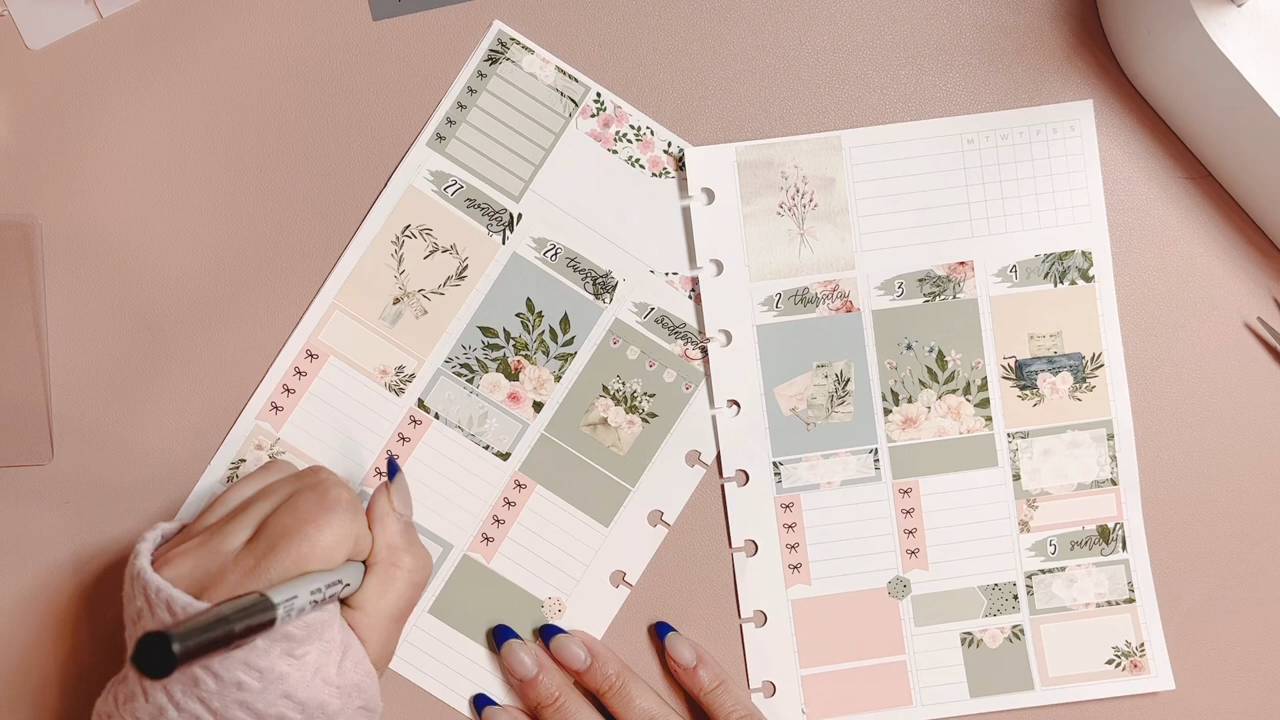 27 monday
28 tuesday
1 wednesday
M T W T F S S
2 thursday
3
4
5 sunday